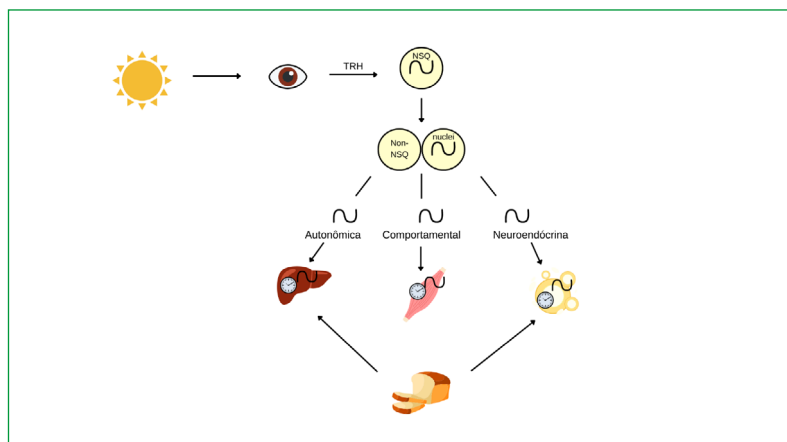 TRH
NSQ
Non-
NSQ
nuclei
Autonômica
Comportamental
Neuroendócrina